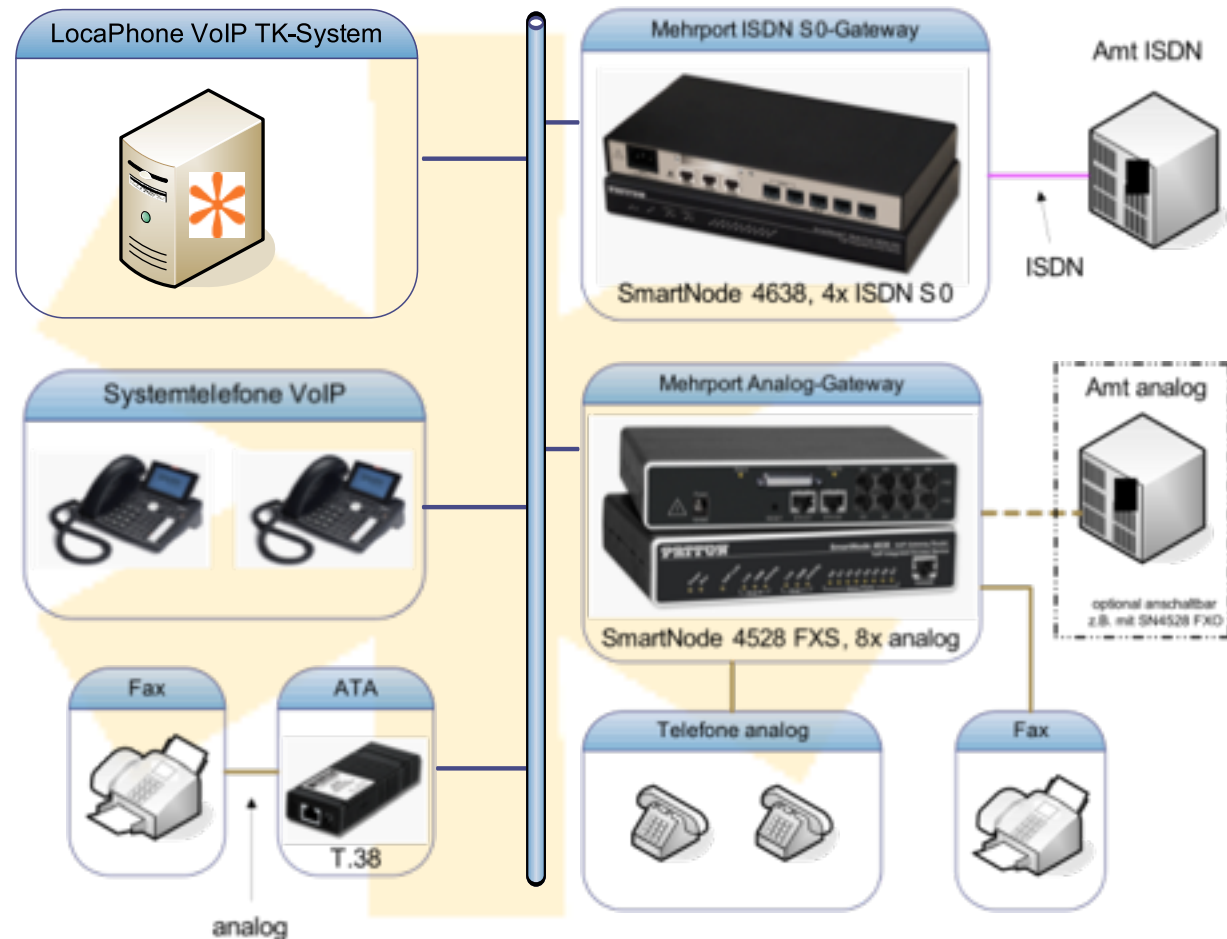 LocaPhone VoIP TK-System
Mehrport ISDN S0-Gateway
Amt ISDN
PATTON
ISDN
SmartNode 4638, 4x ISDN S0
Systemtelefone VoIP
Mehrport Analog-Gateway
Amt analog
PATTON
optional anschaltbar
z.B. mit SN4528 FXO
SmartNode 4528 FXS, 8x analog
Fax
ATA
Telefone analog
Fax
T.38
analog